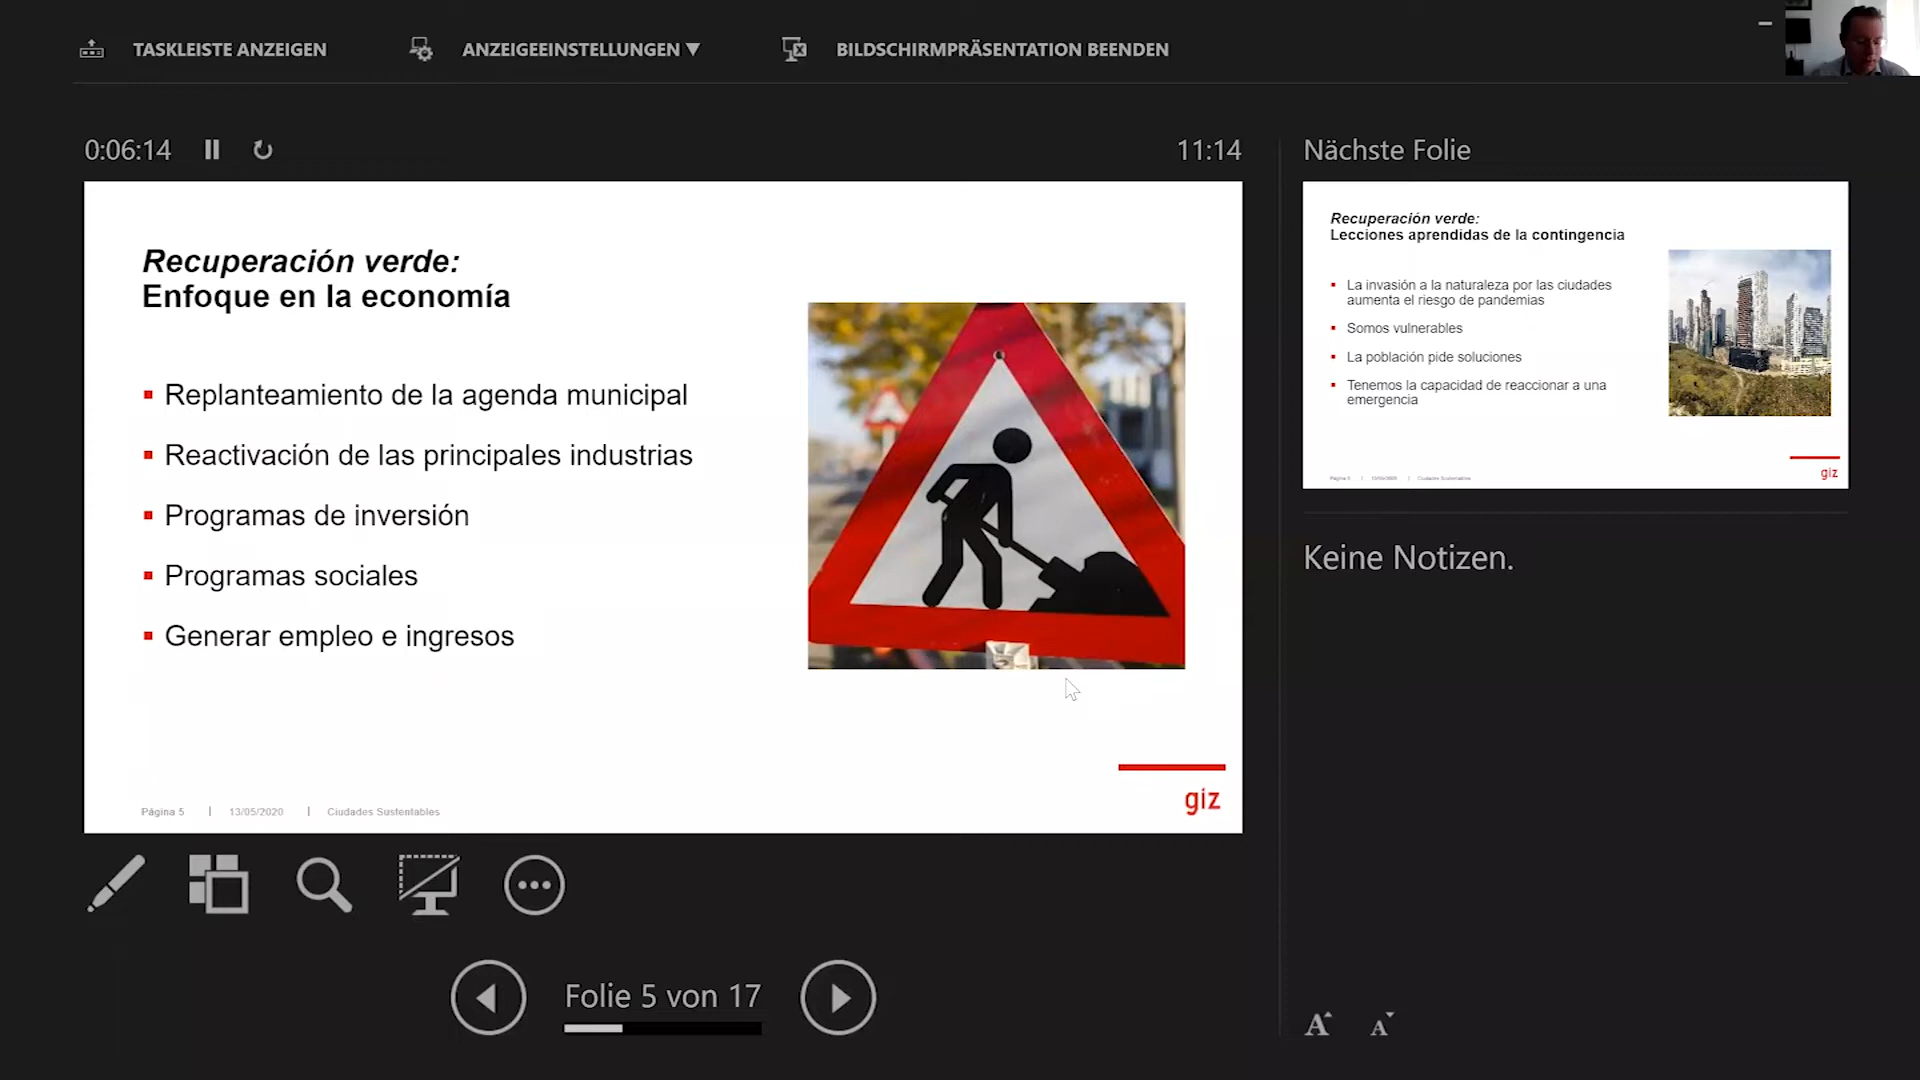 TASKLEISTE ANZEIGEN
ANZEIGEEINSTELLUNGEN ▼
BILDSCHIRMPRÄSENTATION BEENDEN
0:06:14
11:14
Recuperación verde:
Enfoque en la economía
Replanteamiento de la agenda municipal
Reactivación de las principales industrias
Programas de inversión
Programas sociales
Generar empleo e ingresos
giz
Página 5 | 13/05/2020 | Ciudades Sustentables
Nächste Folie
Recuperación verde:
Lecciones aprendidas de la contingencia
La invasión a la naturaleza por las ciudades
aumenta el riesgo de pandemias
Somos vulnerables
La población pide soluciones
Tenemos la capacidad de reaccionar a una
emergencia
giz
Ciudades Sustentables
Keine Notizen.
Folie 5 von 17
A A